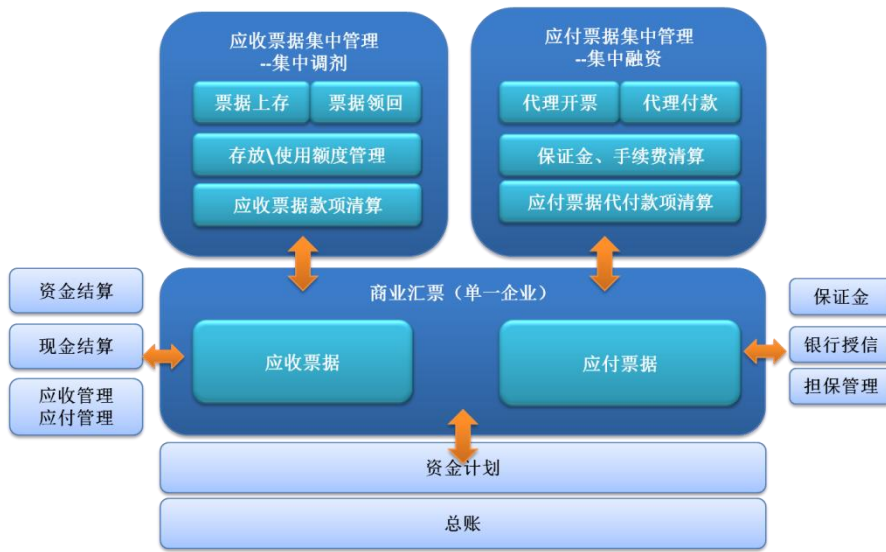 应收票据集中管理
--集中调剂
票据上存
票据领回
存放\使用额度管理
应收票据款项清算
应付票据集中管理
--集中融资
代理开票
代理付款
保证金、手续费清算
应付票据代付款项清算
资金结算
现金结算
应收管理
应付管理
商业汇票（单一企业）
应收票据
应付票据
保证金
银行授信
担保管理
资金计划
总账